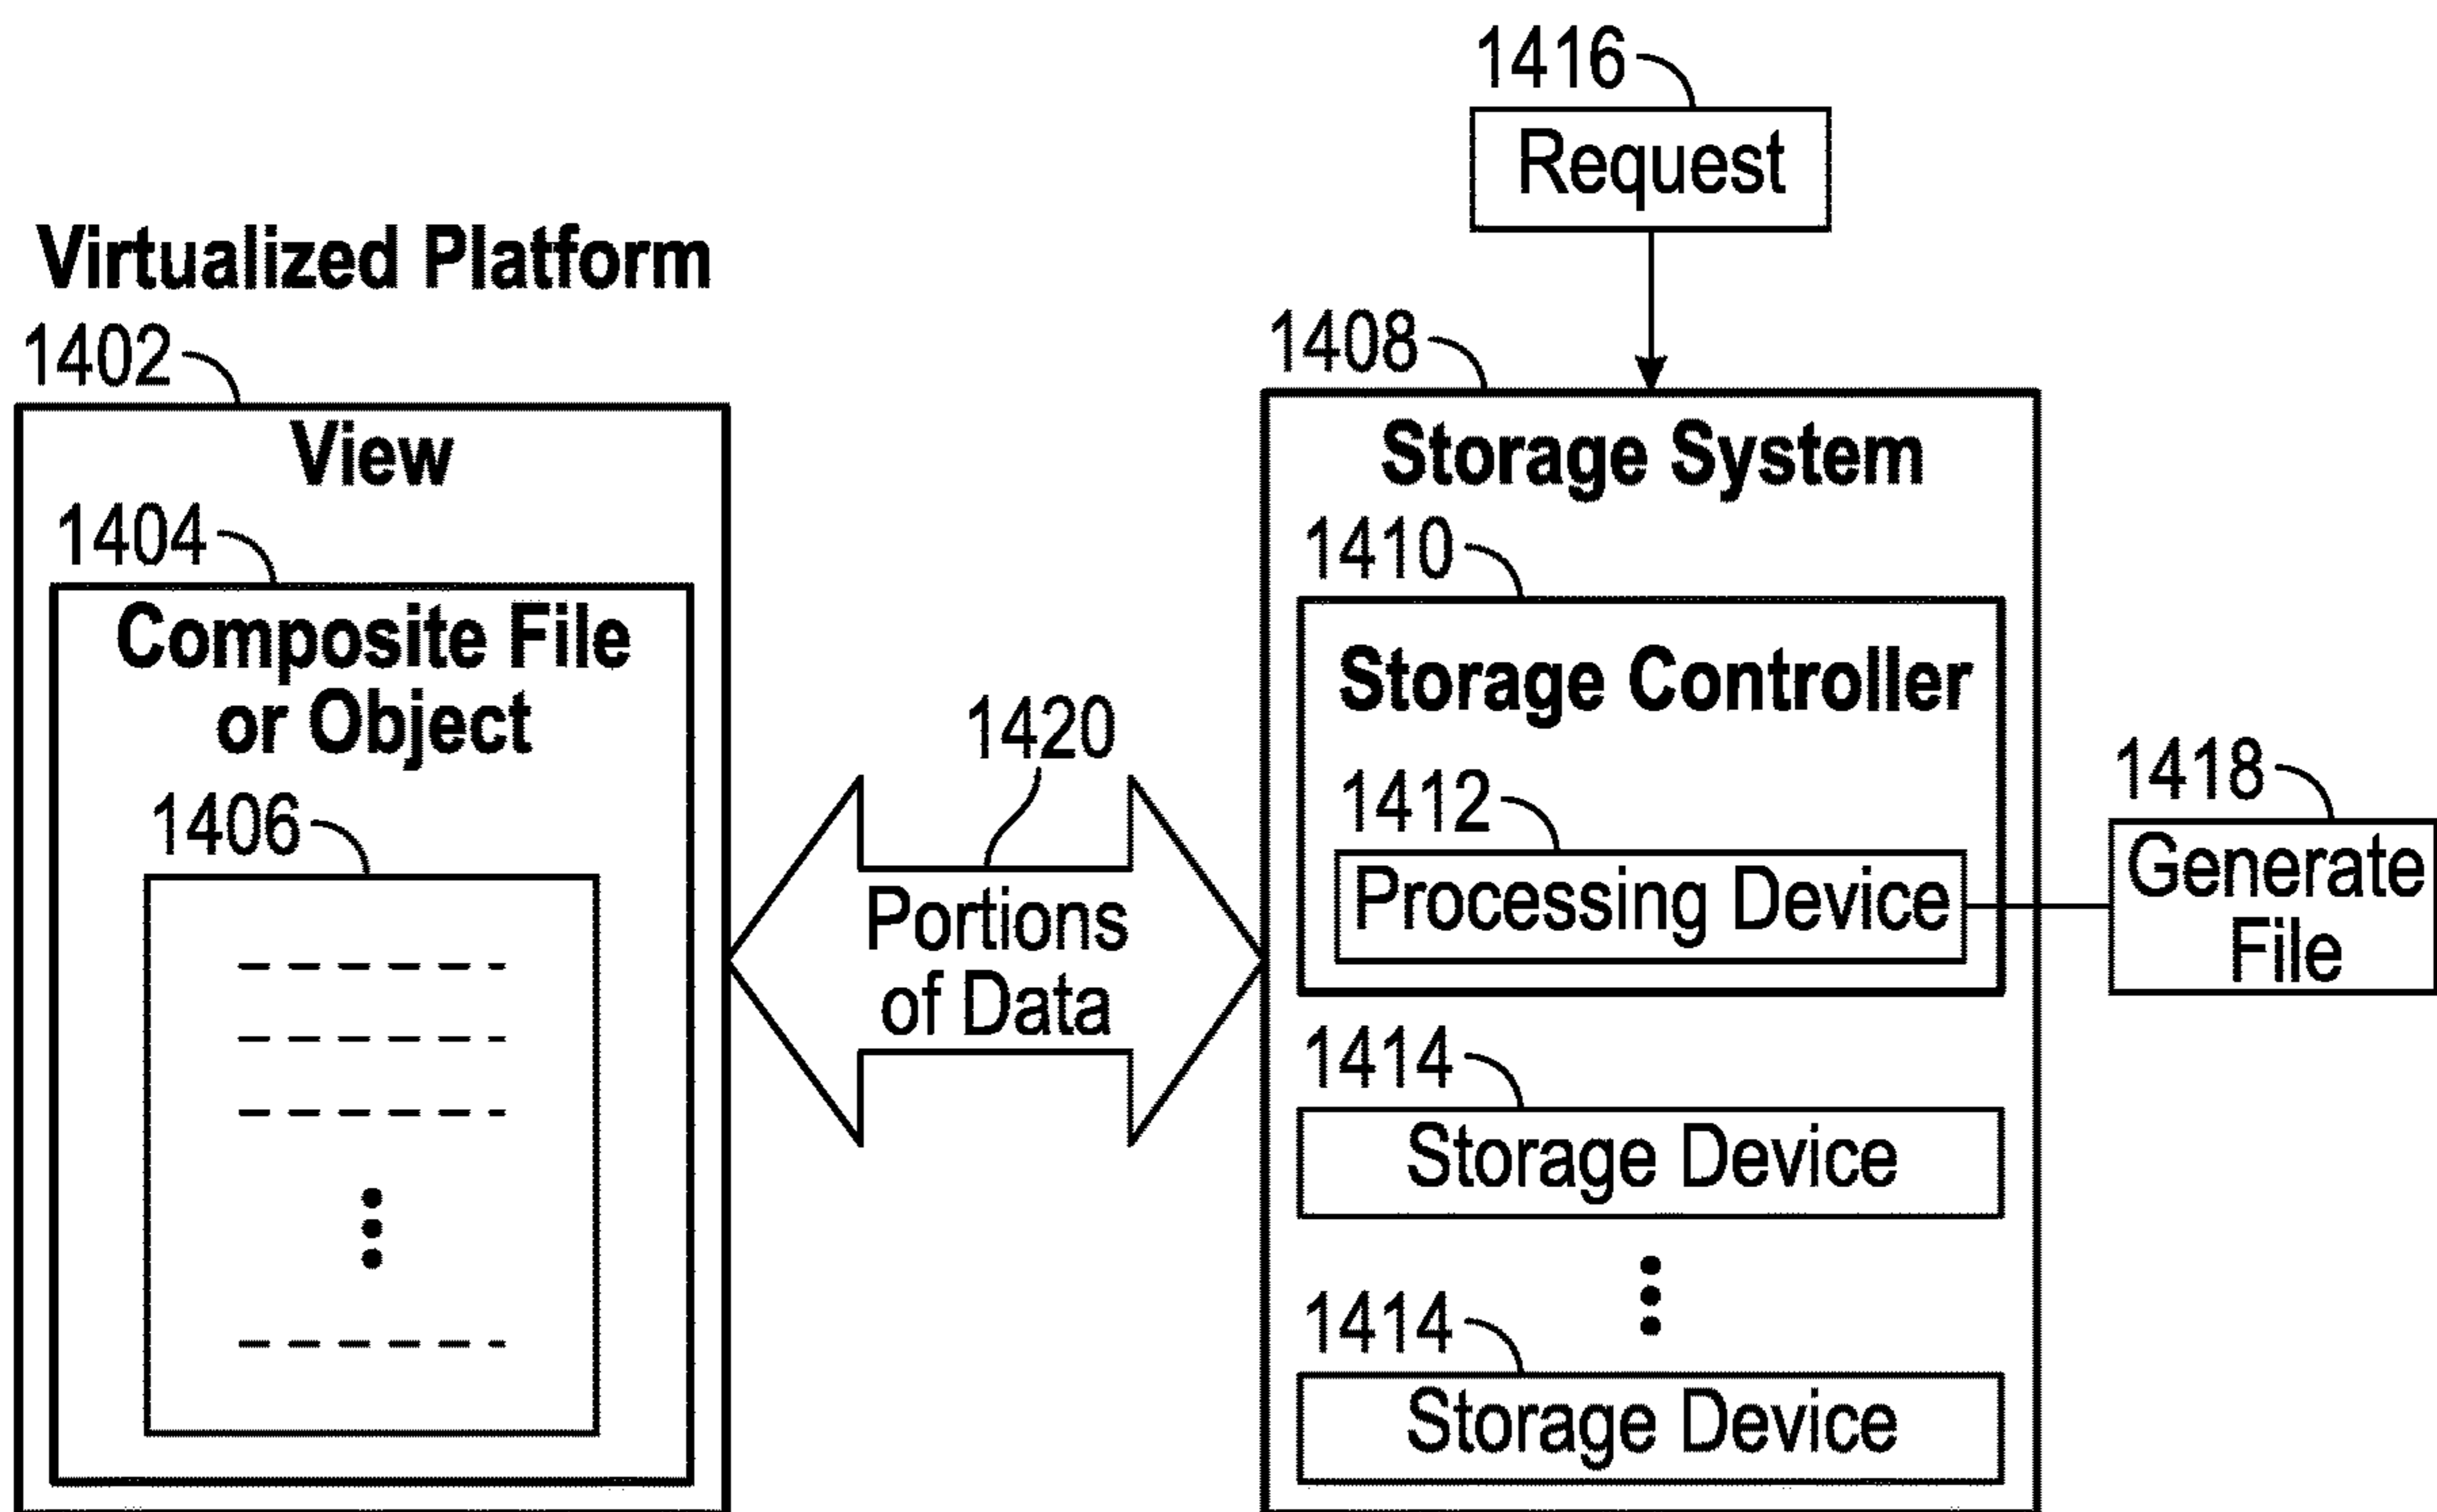 1416
Request
Virtualized Platform
1402
View
1404
Composite File
or Object
1406
1420
Portions
of Data
1408
Storage System
1410
Storage Controller
1412
Processing Device
1418
Generate
File
1414
Storage Device
1414
Storage Device